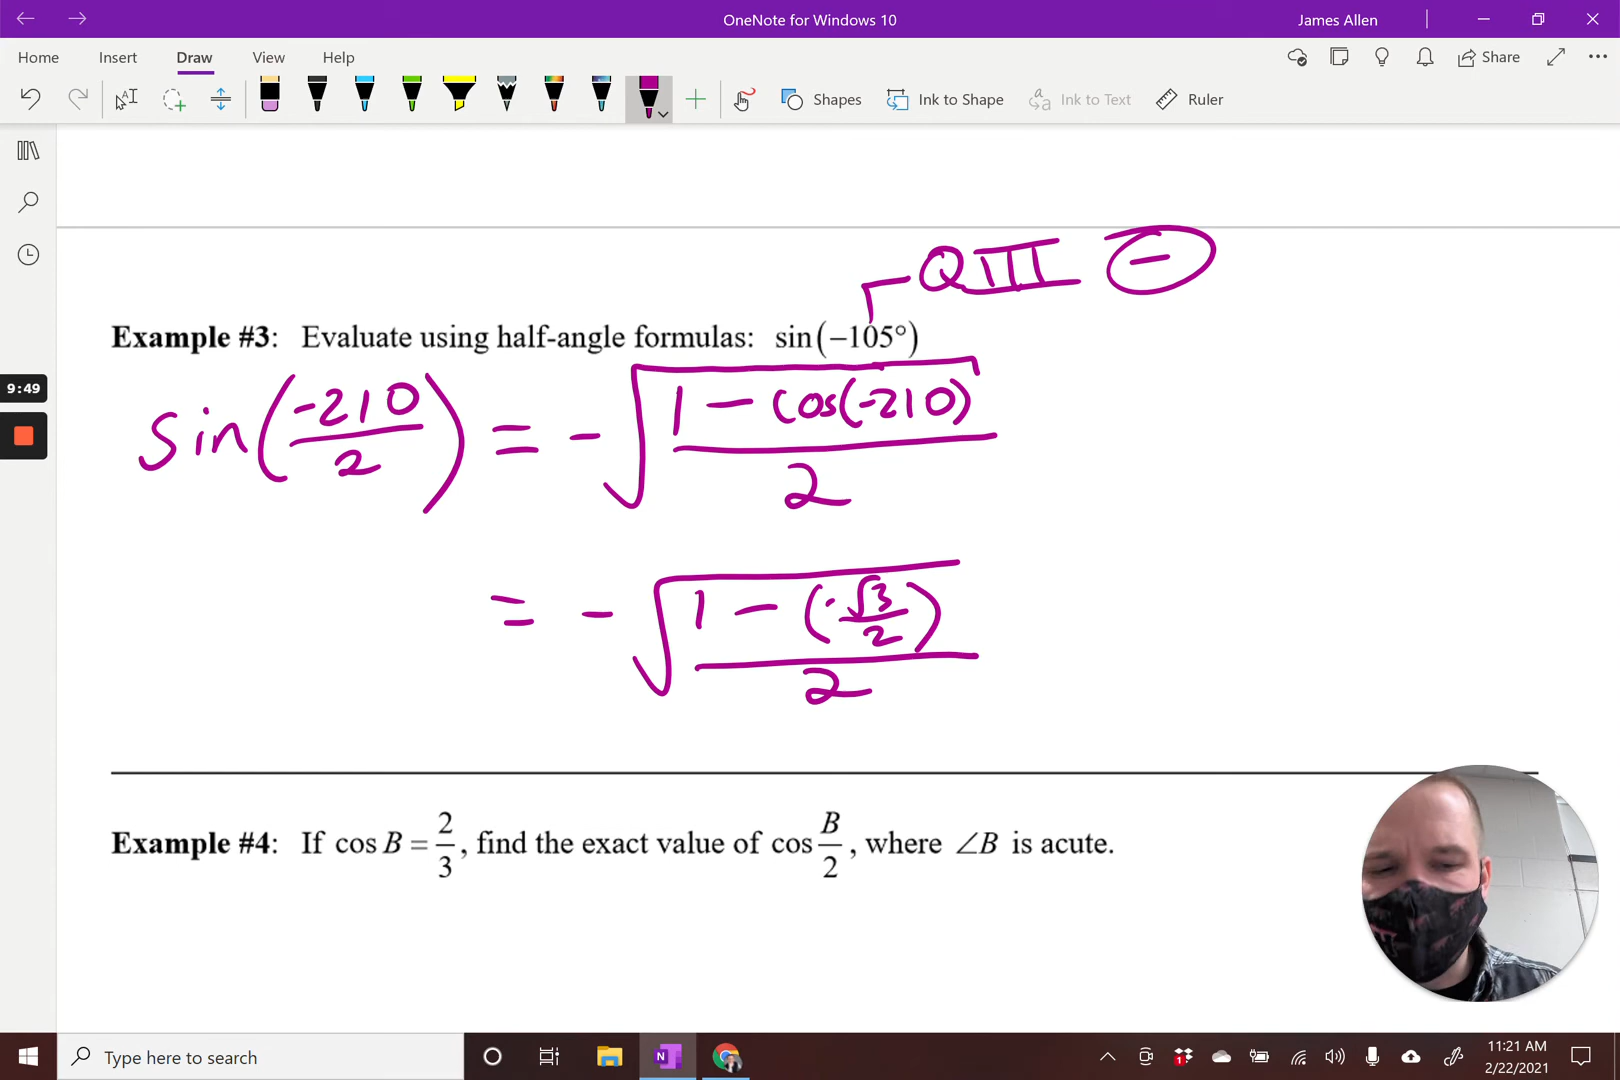 OneNote for Windows 10
James Allen
Home Insert Draw View Help
Share
Shapes
Ink to Shape
Ink to Text
Ruler
QIII −
Example #3: Evaluate using half-angle formulas: sin(−105°)
9:49
sin(-210/2) = -√((1 - cos(-210))/2)
= -√((1 - (-√3/2))/2)
Example #4: If cos B = 2/3, find the exact value of cos B/2, where ∠B is acute.
Type here to search
11:21 AM
2/22/2021